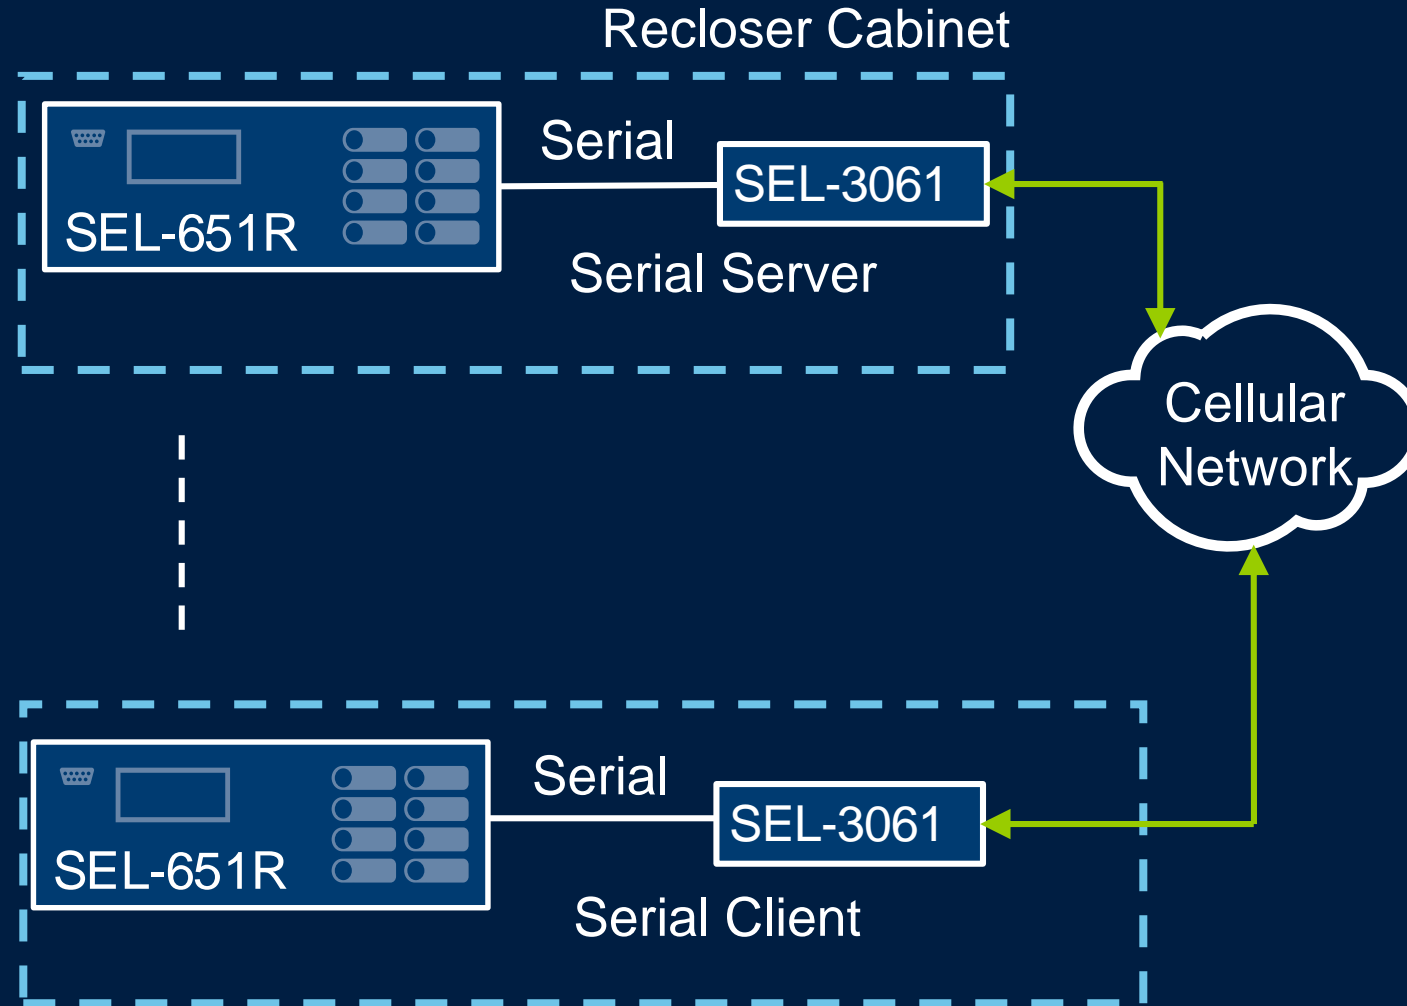 Recloser Cabinet
Serial
SEL-3061
SEL-651R
Serial Server
Cellular
Network
Serial
SEL-3061
SEL-651R
Serial Client